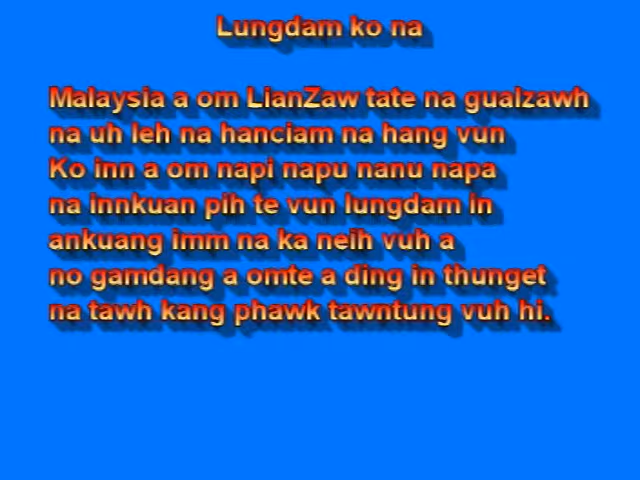 Lungdam ko na
Malaysia a om LianZaw tate na gualzawh
na uh leh na hanciam na hang vun
Ko inn a om napi napu nanu napa
na innkuan pih te vun lungdam in
ankuang imm na ka neih vuh a
no gamdang a omte a ding in thunget
na tawh kang phawk tawntung vuh hi.